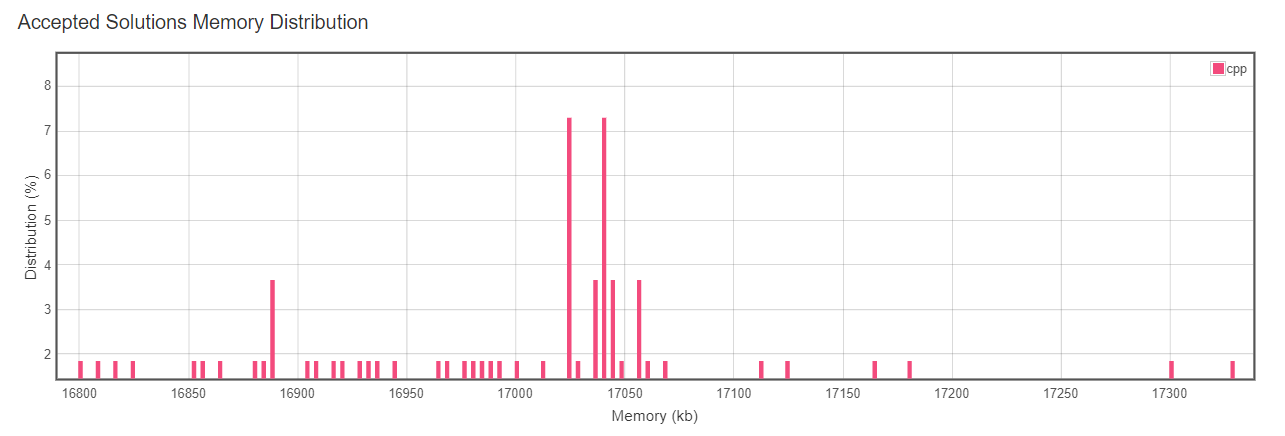 Accepted Solutions Memory Distribution
cpp
8
7
6
5
4
3
2
Distribution (%)
16800 16850 16900 16950 17000 17050 17100 17150 17200 17250 17300
Memory (kb)